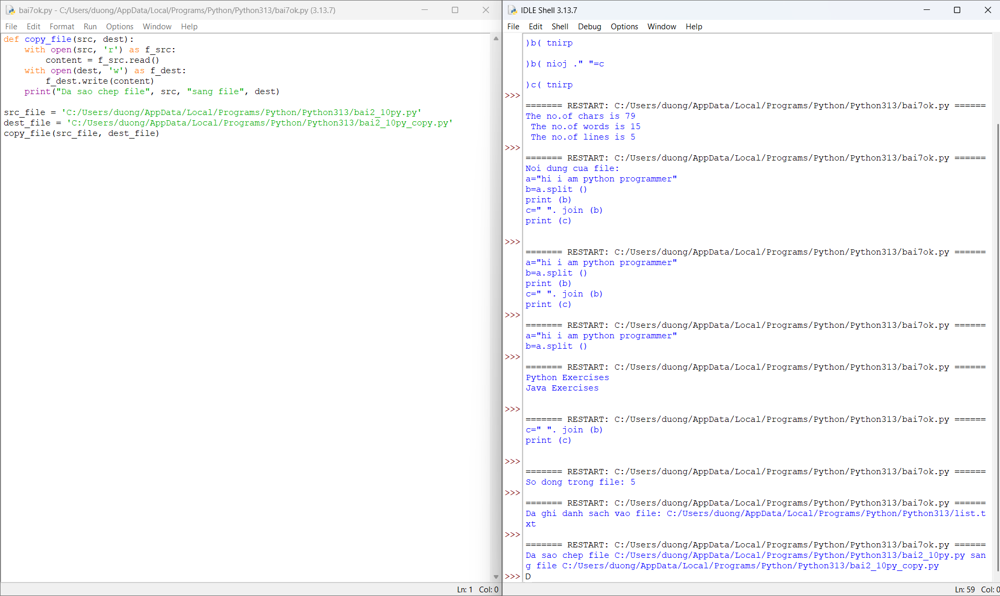 bai7ok.py - C:/Users/duong/AppData/Local/Programs/Python/Python313/bai7ok.py (3.13.7)
File Edit Format Run Options Window Help
def copy_file(src, dest):
    with open(src, 'r') as f_src:
        content = f_src.read()
    with open(dest, 'w') as f_dest:
        f_dest.write(content)
    print("Da sao chep file", src, "sang file", dest)

src_file = 'C:/Users/duong/AppData/Local/Programs/Python/Python313/bai2_10py.py'
dest_file = 'C:/Users/duong/AppData/Local/Programs/Python/Python313/bai2_10py_copy.py'
copy_file(src_file, dest_file)
Ln: 1 Col: 0
IDLE Shell 3.13.7
File Edit Shell Debug Options Window Help
)b( tnirp
)b( nioj ." "=c
)c( tnirp
>>>
======= RESTART: C:/Users/duong/AppData/Local/Programs/Python/Python313/bai7ok.py ======
The no.of chars is 79
 The no.of words is 15
 The no.of lines is 5
>>>
======= RESTART: C:/Users/duong/AppData/Local/Programs/Python/Python313/bai7ok.py ======
Noi dung cua file:
a="hi i am python programmer"
b=a.split ()
print (b)
c=" ". join (b)
print (c)
>>>
======= RESTART: C:/Users/duong/AppData/Local/Programs/Python/Python313/bai7ok.py ======
a="hi i am python programmer"
b=a.split ()
print (b)
c=" ". join (b)
print (c)
>>>
======= RESTART: C:/Users/duong/AppData/Local/Programs/Python/Python313/bai7ok.py ======
a="hi i am python programmer"
b=a.split ()
>>>
======= RESTART: C:/Users/duong/AppData/Local/Programs/Python/Python313/bai7ok.py ======
Python Exercises
Java Exercises
>>>
======= RESTART: C:/Users/duong/AppData/Local/Programs/Python/Python313/bai7ok.py ======
c=" ". join (b)
print (c)
>>>
======= RESTART: C:/Users/duong/AppData/Local/Programs/Python/Python313/bai7ok.py ======
So dong trong file: 5
>>>
======= RESTART: C:/Users/duong/AppData/Local/Programs/Python/Python313/bai7ok.py ======
Da ghi danh sach vao file: C:/Users/duong/AppData/Local/Programs/Python/Python313/list.t
xt
>>>
======= RESTART: C:/Users/duong/AppData/Local/Programs/Python/Python313/bai7ok.py ======
Da sao chep file C:/Users/duong/AppData/Local/Programs/Python/Python313/bai2_10py.py san
g file C:/Users/duong/AppData/Local/Programs/Python/Python313/bai2_10py_copy.py
>>> D
Ln: 59 Col: 0